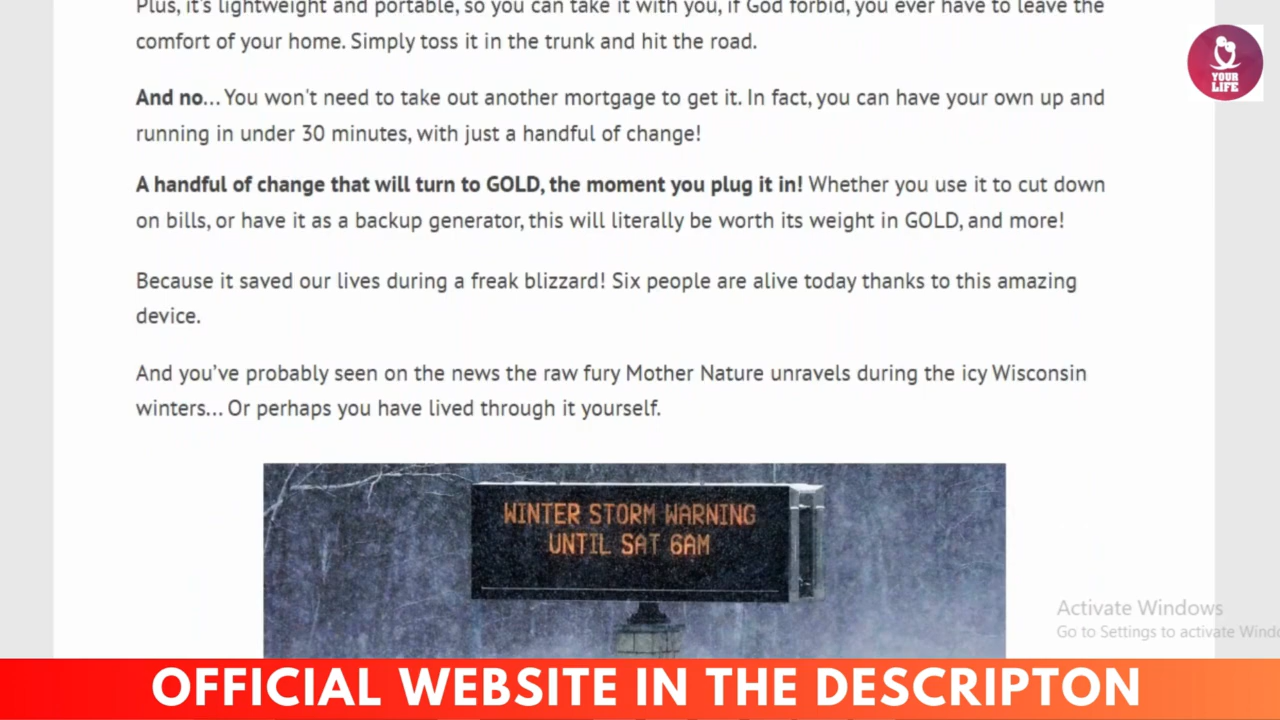 Plus, it's lightweight and portable, so you can take it with you, if God forbid, you ever have to leave the
comfort of your home. Simply toss it in the trunk and hit the road.
YOUR
LIFE
And no... You won't need to take out another mortgage to get it. In fact, you can have your own up and
running in under 30 minutes, with just a handful of change!
A handful of change that will turn to GOLD, the moment you plug it in! Whether you use it to cut down
on bills, or have it as a backup generator, this will literally be worth its weight in GOLD, and more!
Because it saved our lives during a freak blizzard! Six people are alive today thanks to this amazing
device.
And you’ve probably seen on the news the raw fury Mother Nature unravels during the icy Wisconsin
winters... Or perhaps you have lived through it yourself.
WINTER STORM WARNING
UNTIL SAT 6AM
Activate Windows
Go to Settings to activate Windo
OFFICIAL WEBSITE IN THE DESCRIPTON